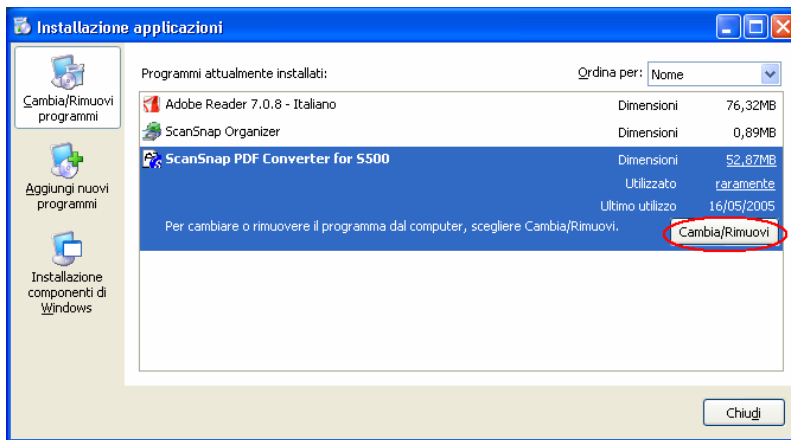 Installazione applicazioni
Cambia/Rimuovi
programmi
Aggiungi nuovi
programmi
Installazione
componenti di
Windows
Programmi attualmente installati:
Ordina per: Nome
Adobe Reader 7.0.8 - Italiano Dimensioni 76,32MB
ScanSnap Organizer Dimensioni 0,89MB
ScanSnap PDF Converter for S500 Dimensioni 52,87MB
Utilizzato raramente
Ultimo utilizzo 16/05/2005
Per cambiare o rimuovere il programma dal computer, scegliere Cambia/Rimuovi. Cambia/Rimuovi
Chiudi